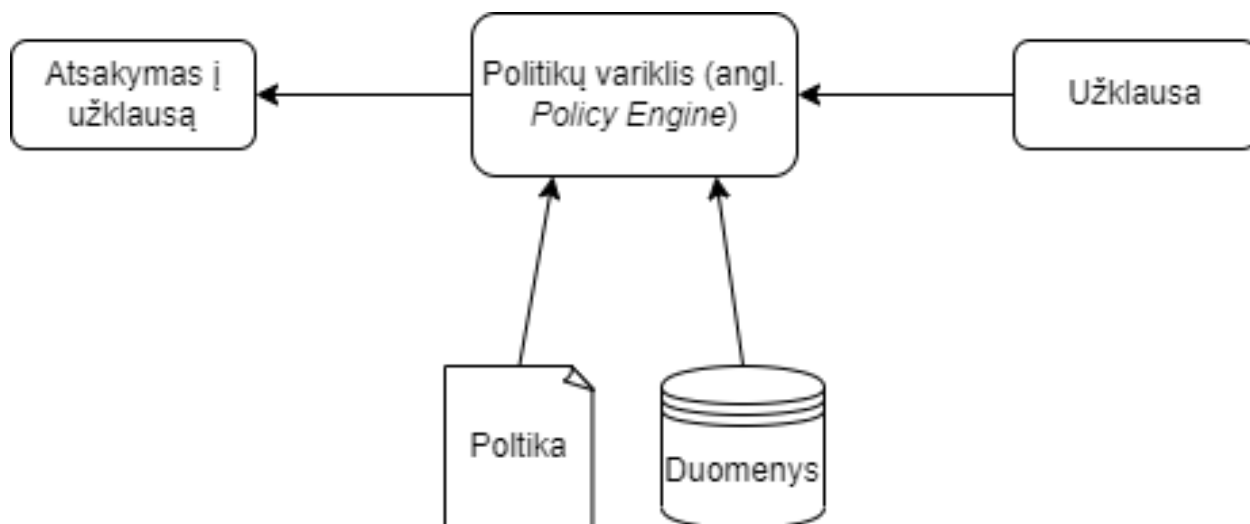 Atsakymas į
užklausą
Politikų variklis (angl.
Policy Engine)
Užklausa
Poltika
Duomenys